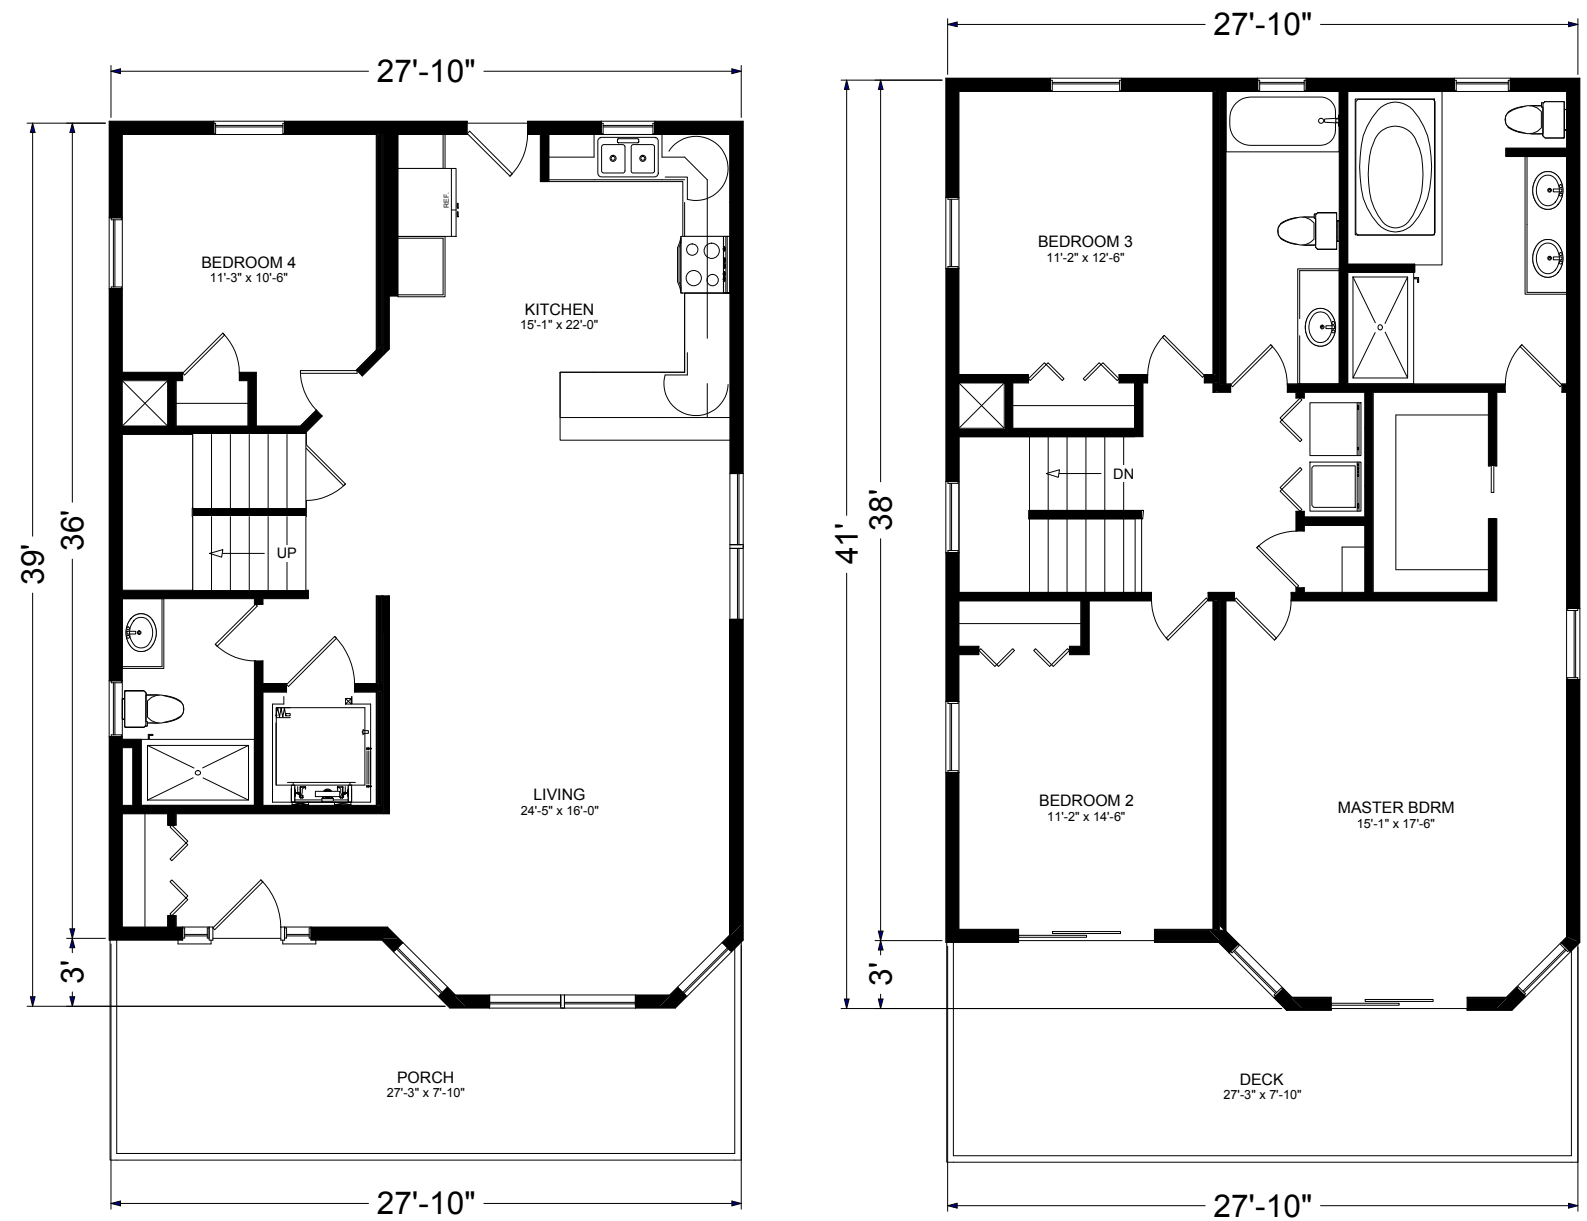 27'-10"
39'
36'
3'
BEDROOM 4
11'-3" x 10'-6"
REF.
KITCHEN
15'-1" x 22'-0"
UP
LIVING
24'-5" x 16'-0"
PORCH
27'-3" x 7'-10"
27'-10"
27'-10"
41'
38'
3'
BEDROOM 3
11'-2" x 12'-6"
DN
BEDROOM 2
11'-2" x 14'-6"
MASTER BDRM
15'-1" x 17'-6"
DECK
27'-3" x 7'-10"
27'-10"